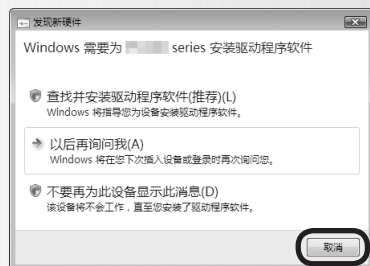 发现新硬件
Windows 需要为 series 安装驱动程序软件
查找并安装驱动程序软件(推荐)(L)
Windows 将指导您为设备安装驱动程序软件。
以后再询问我(A)
Windows 将在您下次插入设备或登录时再次询问您。
不要再为此设备显示此消息(D)
该设备将不会工作，直至您安装了驱动程序软件。
取消